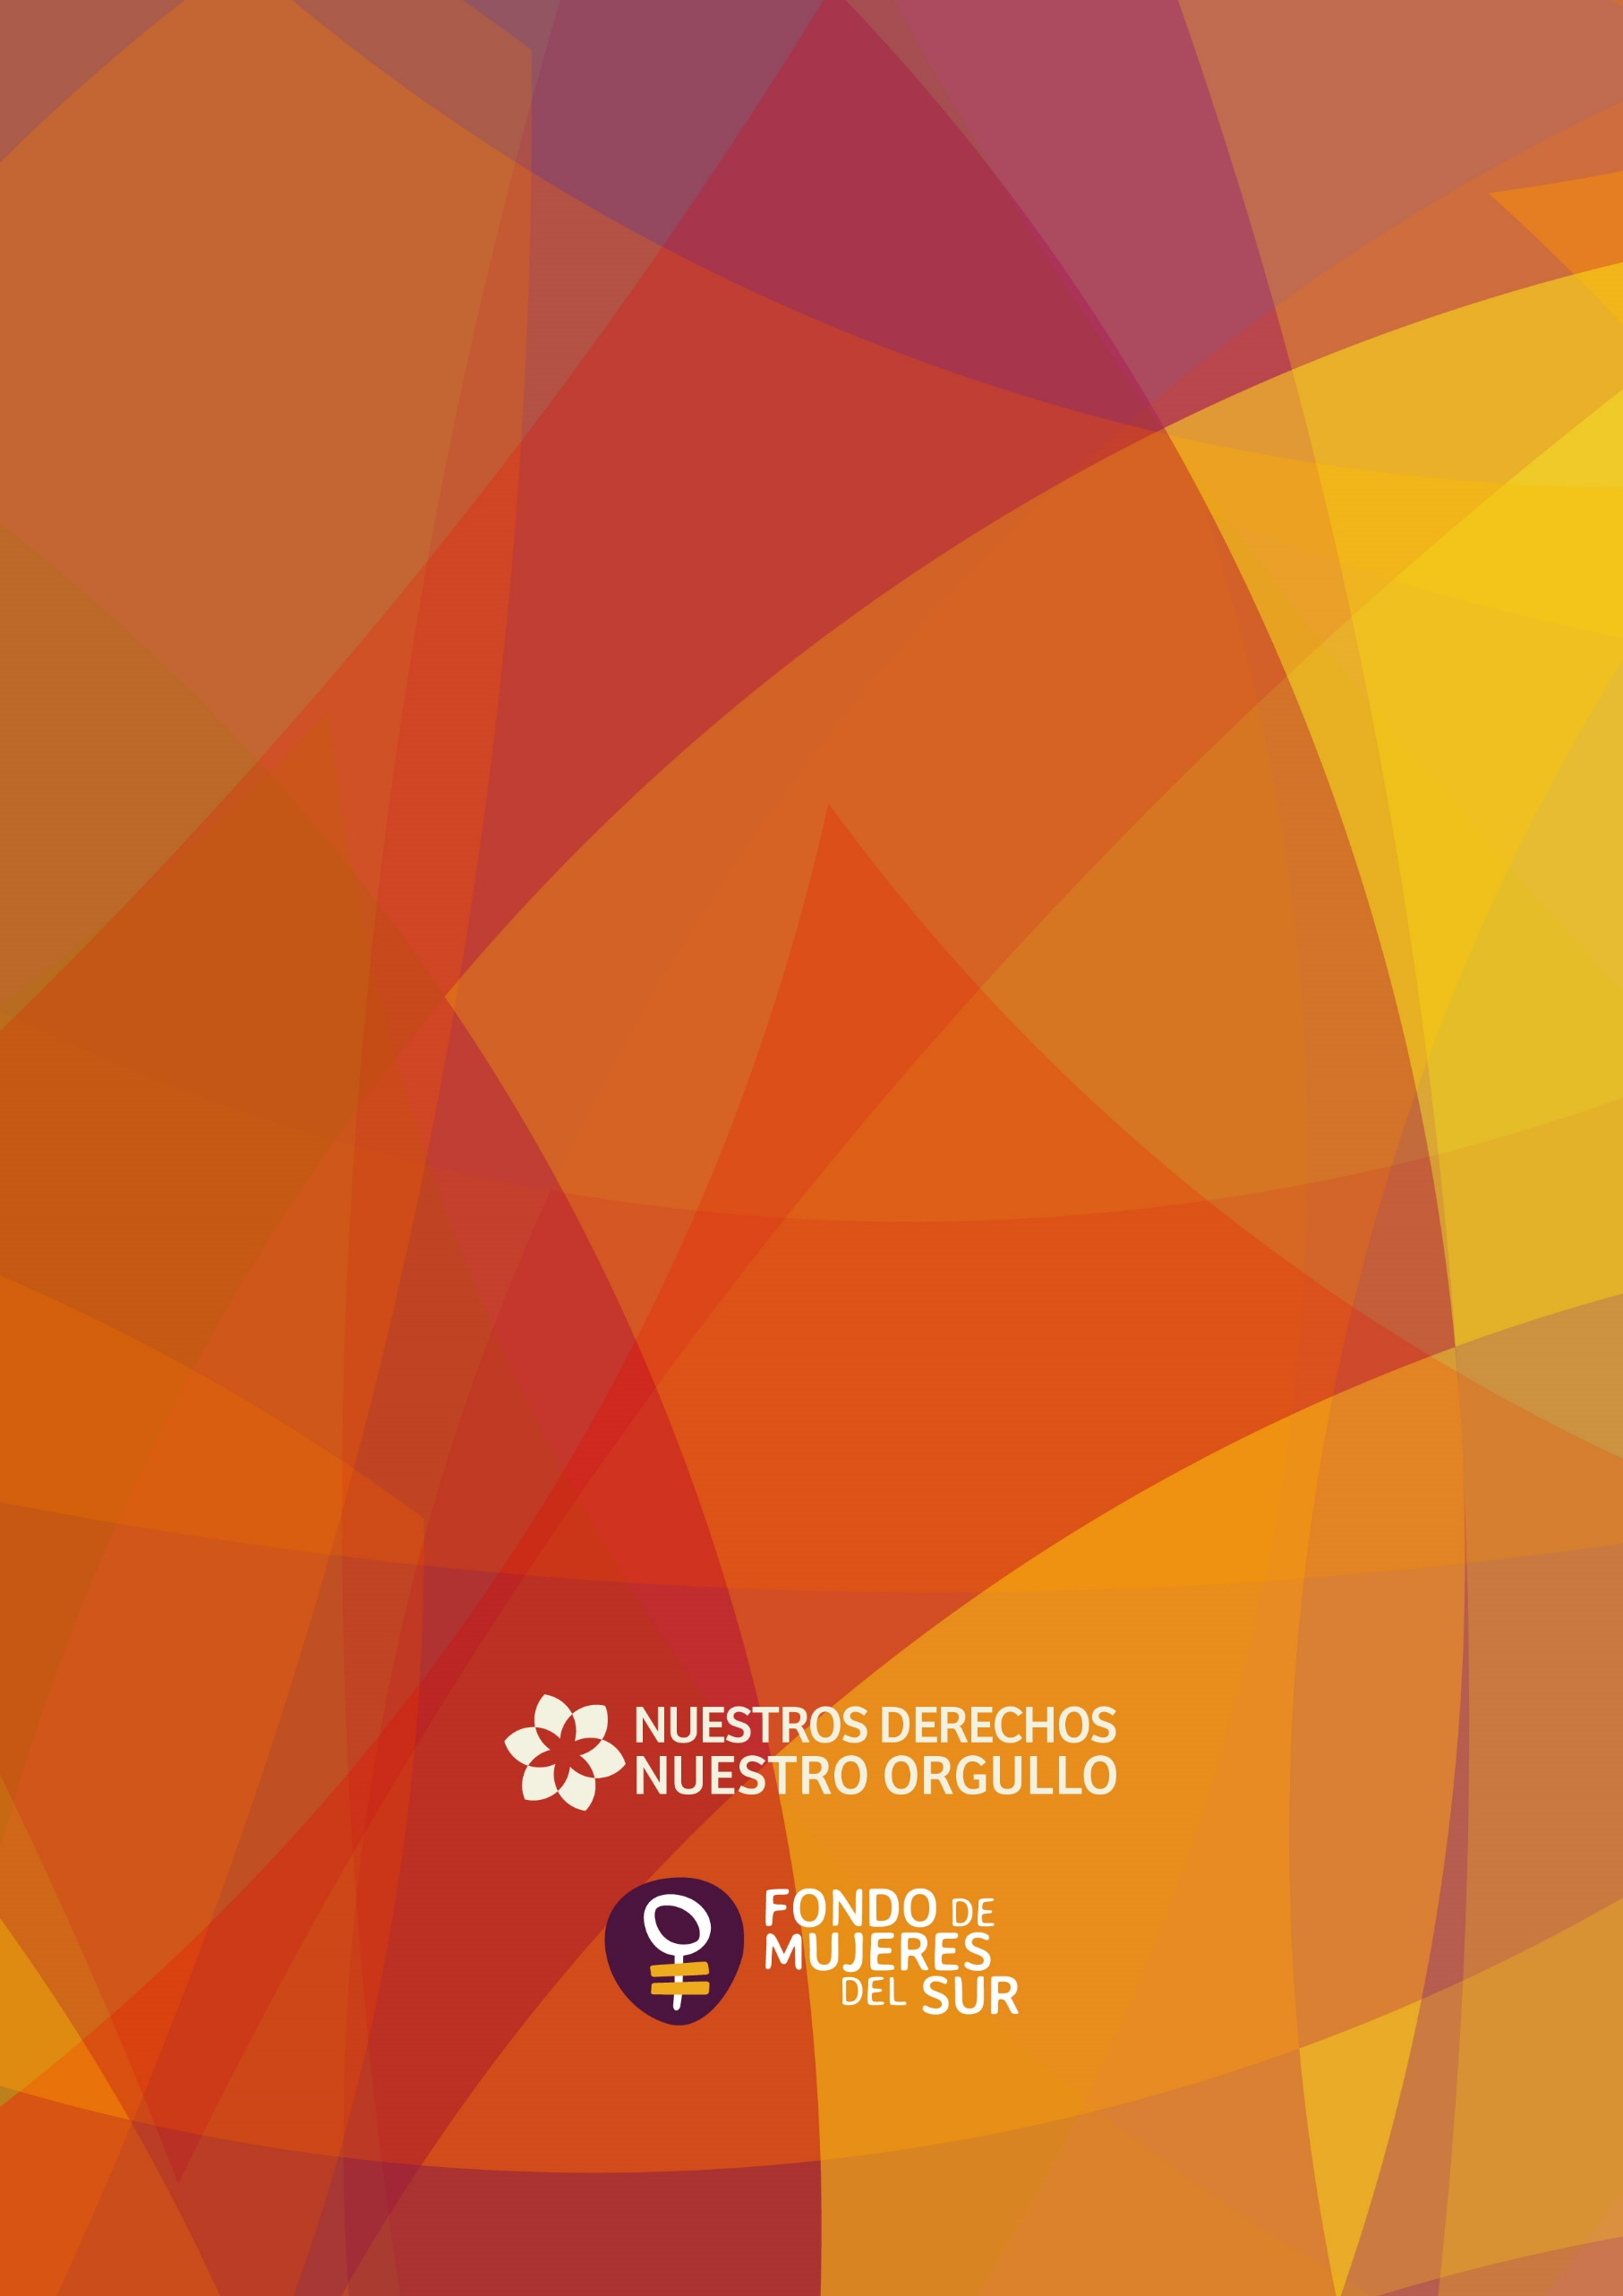 NUESTROS DERECHOS
NUESTRO ORGULLO
FONDO DE
MUJERES
DEL SUR